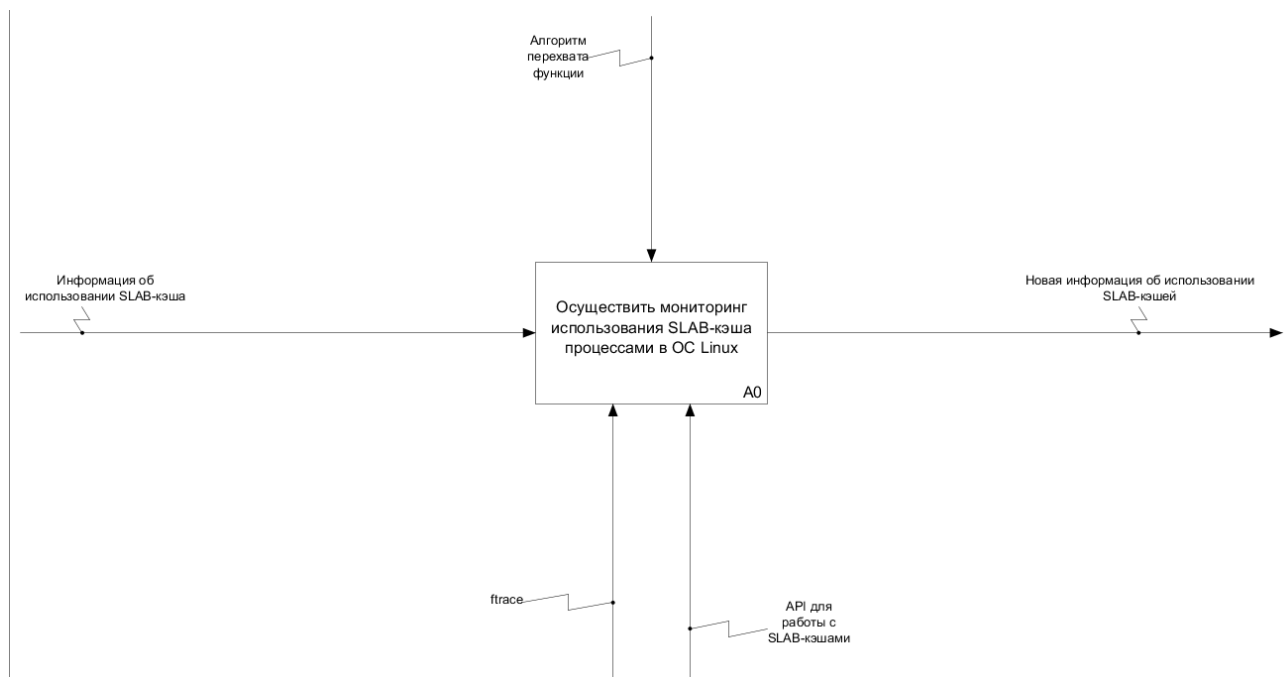 Алгоритм
перехвата
функции
Информация об
использовании SLAB-кэша
Осуществить мониторинг
использования SLAB-кэша
процессами в ОС Linux
A0
Новая информация об использовании
SLAB-кэшей
ftrace
API для
работы с
SLAB-кэшами